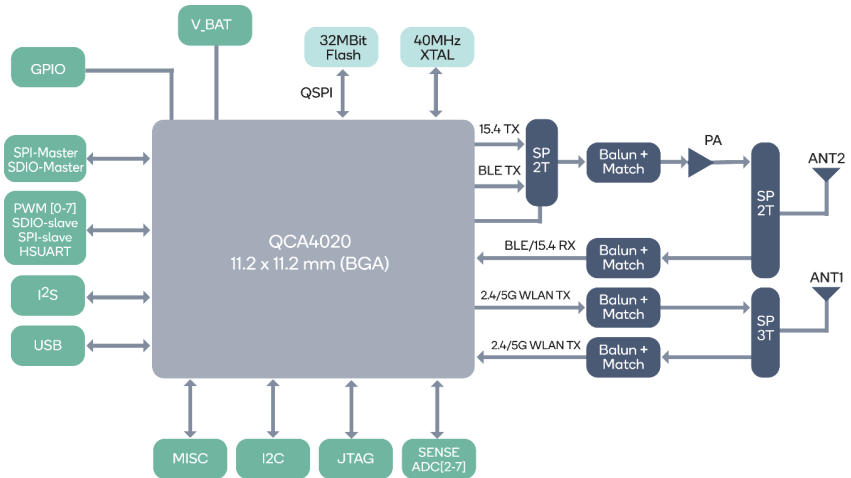 V_BAT
GPIO
32MBit
Flash
40MHz
XTAL
QSPI
SPI-Master
SDIO-Master
PWM [0-7]
SDIO-slave
SPI-slave
HSUART
I2S
USB
QCA4020
11.2 x 11.2 mm (BGA)
15.4 TX
BLE TX
SP
2T
Balun +
Match
PA
SP
2T
ANT2
BLE/15.4 RX
Balun +
Match
2.4/5G WLAN TX
Balun +
Match
SP
3T
ANT1
2.4/5G WLAN TX
Balun +
Match
MISC
I2C
JTAG
SENSE
ADC[2-7]